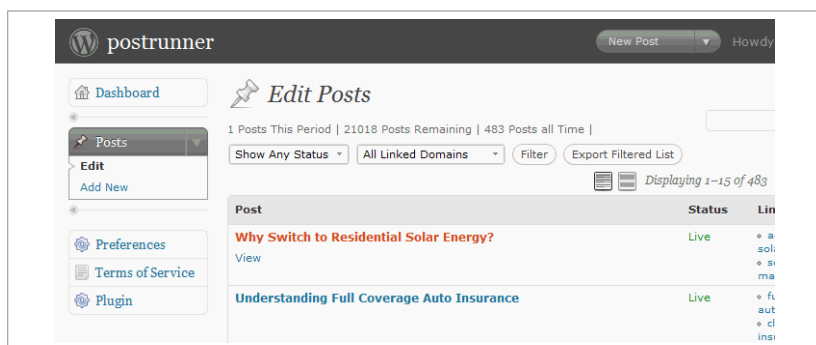 postrunner
New Post
Howdy
Dashboard
Posts
Edit
Add New
Preferences
Terms of Service
Plugin
Edit Posts
1 Posts This Period | 21018 Posts Remaining | 483 Posts all Time |
Show Any Status All Linked Domains Filter Export Filtered List
Displaying 1–15 of 483
Post Status Lin
Why Switch to Residential Solar Energy? Live
View
Understanding Full Coverage Auto Insurance Live